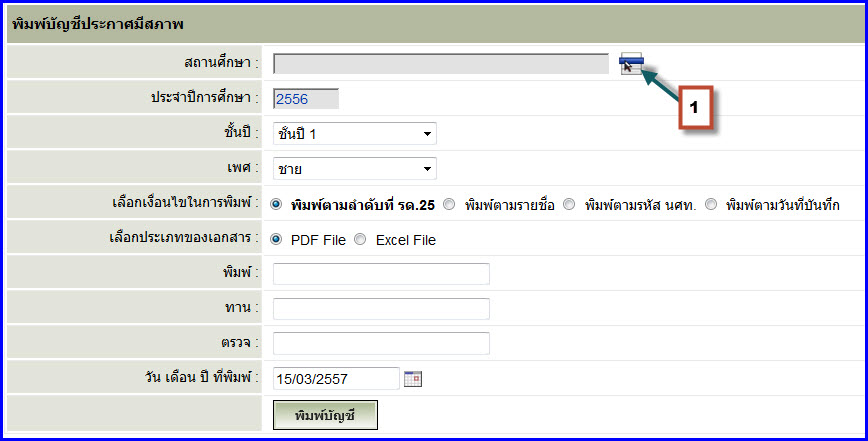 พิมพ์บัญชีประกาศมีสภาพ
สถานศึกษา :
1
ประจำปีการศึกษา : 2556
ชั้นปี : ชั้นปี 1
เพศ : ชาย
เลือกเงื่อนไขในการพิมพ์ : พิมพ์ตามลำดับที่ รด.25 พิมพ์ตามรายชื่อ พิมพ์ตามรหัส นศท. พิมพ์ตามวันที่บันทึก
เลือกประเภทของเอกสาร : PDF File Excel File
พิมพ์ :
ทาน :
ตรวจ :
วัน เดือน ปี ที่พิมพ์ : 15/03/2557
พิมพ์บัญชี